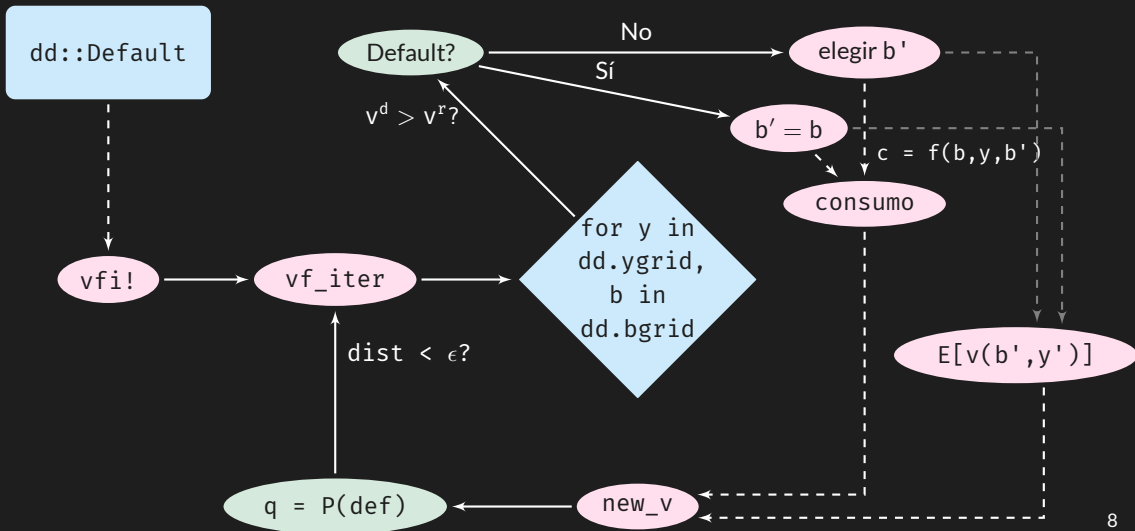 dd::Default
Default?
No
elegir b'
Sí
v^d > v^r?
b′ = b
c = f(b,y,b')
consumo
for y in
dd.ygrid,
b in
dd.bgrid
vfi!
vf_iter
dist < ϵ?
E[v(b',y')]
q = P(def)
new_v
8